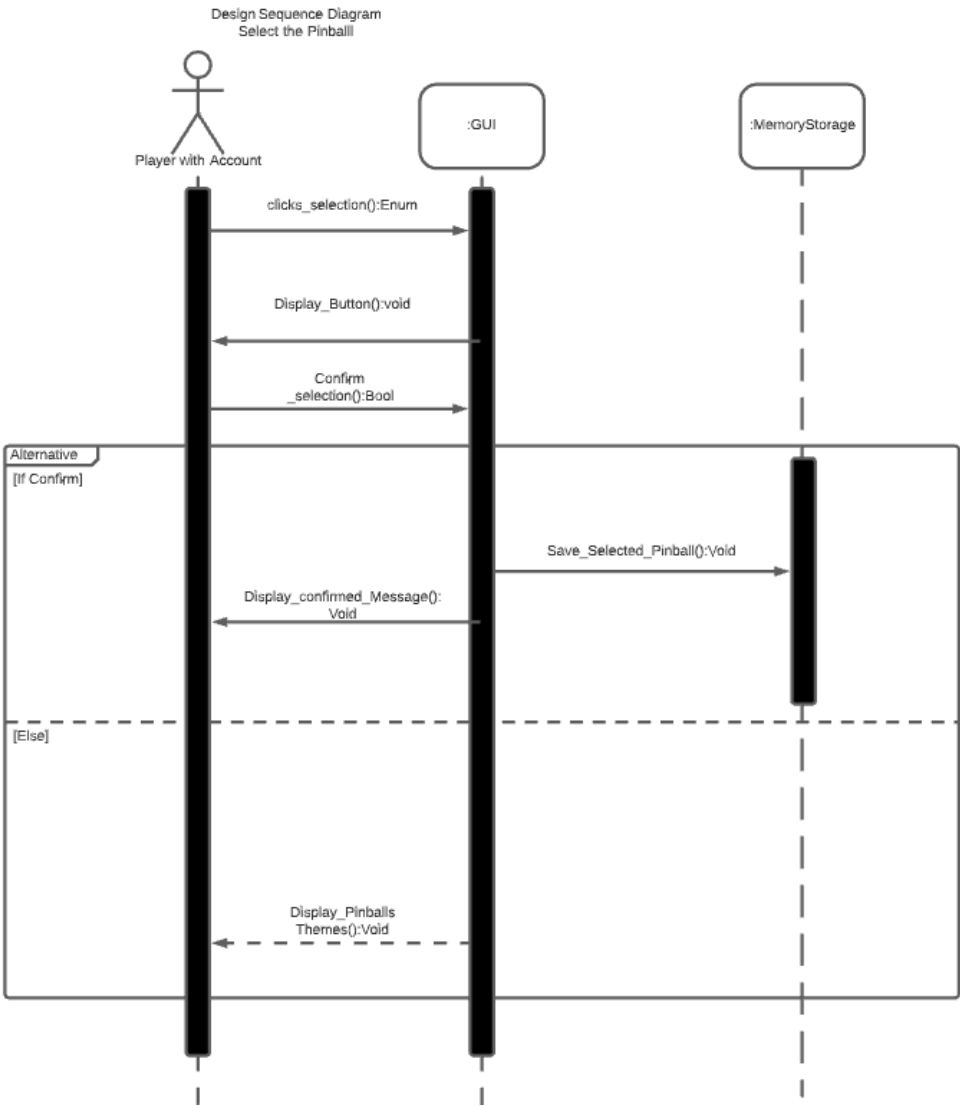 Design Sequence Diagram
Select the Pinballl
Player with Account
:GUI
:MemoryStorage
clicks_selection():Enum
Display_Button():void
Confirm
_selection():Bool
Alternative
[If Confirm]
Save_Selected_Pinball():Void
Display_confirmed_Message():
Void
[Else]
Display_Pinballs
Themes():Void